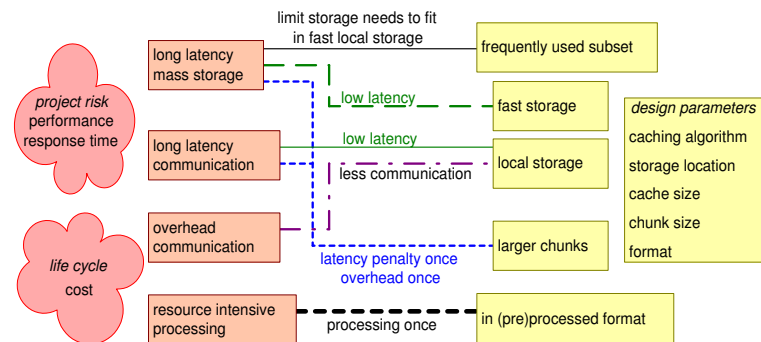 limit storage needs to fit
in fast local storage
long latency
mass storage
frequently used subset
project risk
performance
response time
low latency
fast storage
design parameters
caching algorithm
storage location
cache size
chunk size
format
long latency
communication
low latency
less communication
local storage
overhead
communication
life cycle
cost
latency penalty once
overhead once
larger chunks
resource intensive
processing
processing once
in (pre)processed format